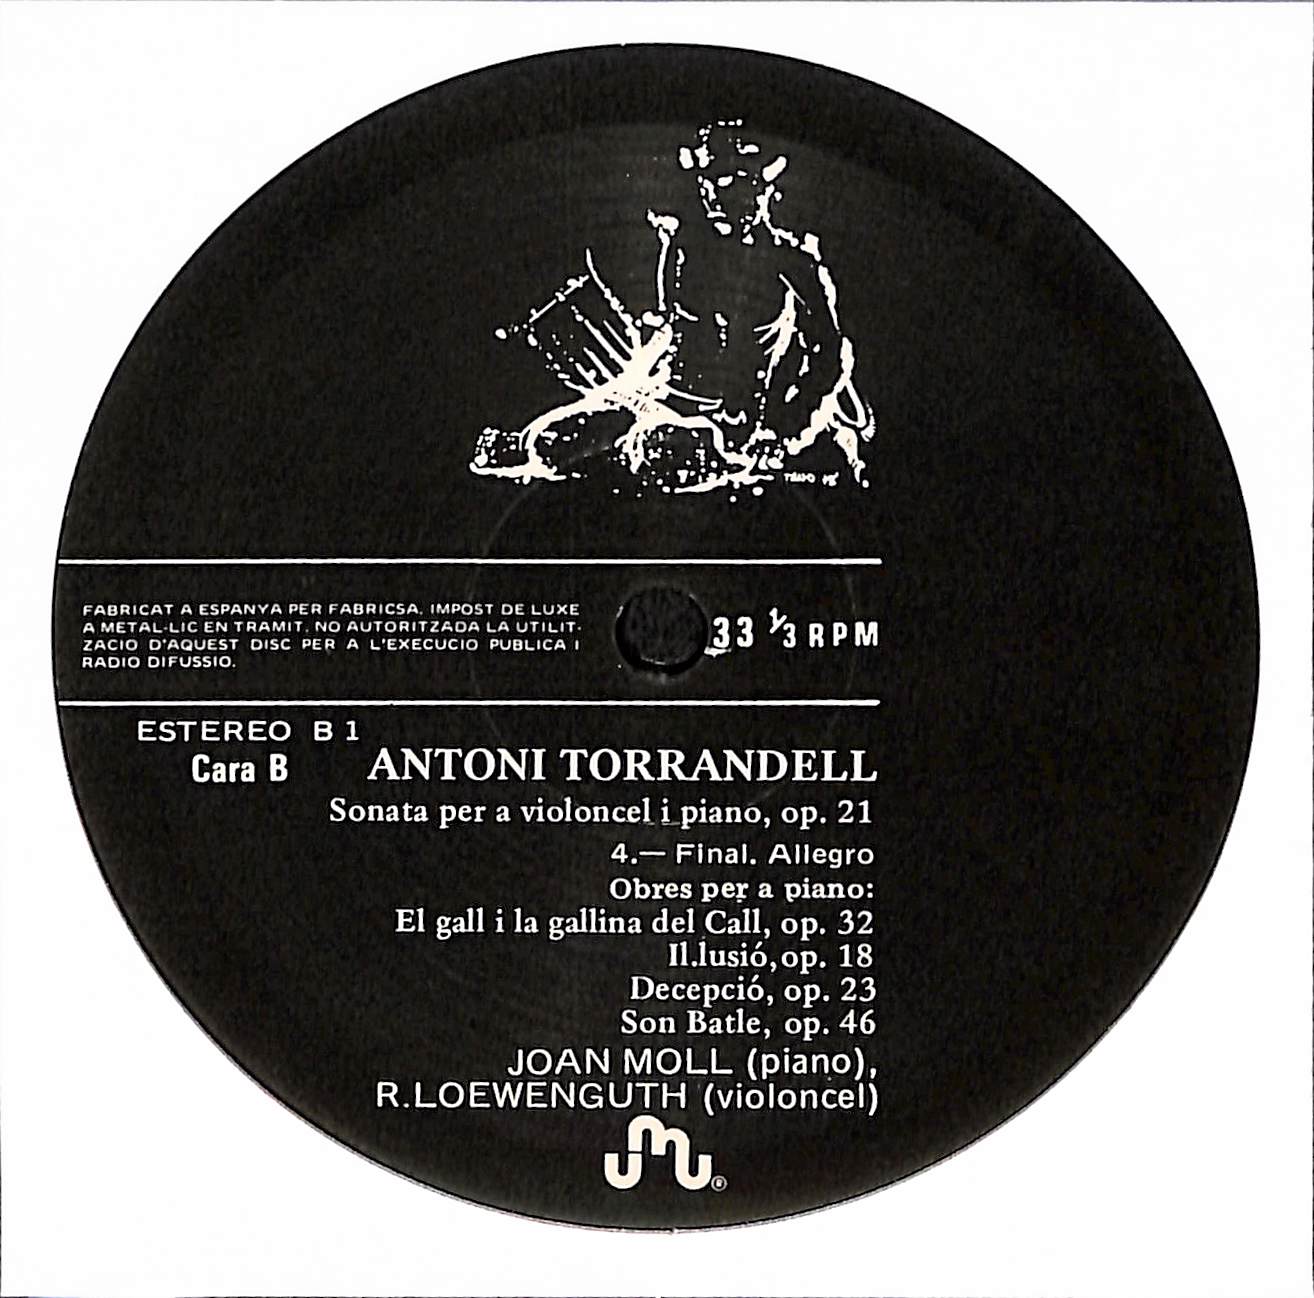 FABRICAT A ESPANYA PER FABRICSA. IMPOST DE LUXE
A METAL-LIC EN TRAMIT. NO AUTORITZADA LA UTILIT-
ZACIO D'AQUEST DISC PER A L'EXECUCIO PUBLICA I
RADIO DIFUSSIO.
33 1/3 RPM
ESTEREO B 1
Cara B
ANTONI TORRANDELL
Sonata per a violoncel i piano, op. 21
4.— Final. Allegro
Obres per a piano:
El gall i la gallina del Call, op. 32
Il.lusió, op. 18
Decepció, op. 23
Son Batle, op. 46
JOAN MOLL (piano),
R.LOEWENGUTH (violoncel)
®